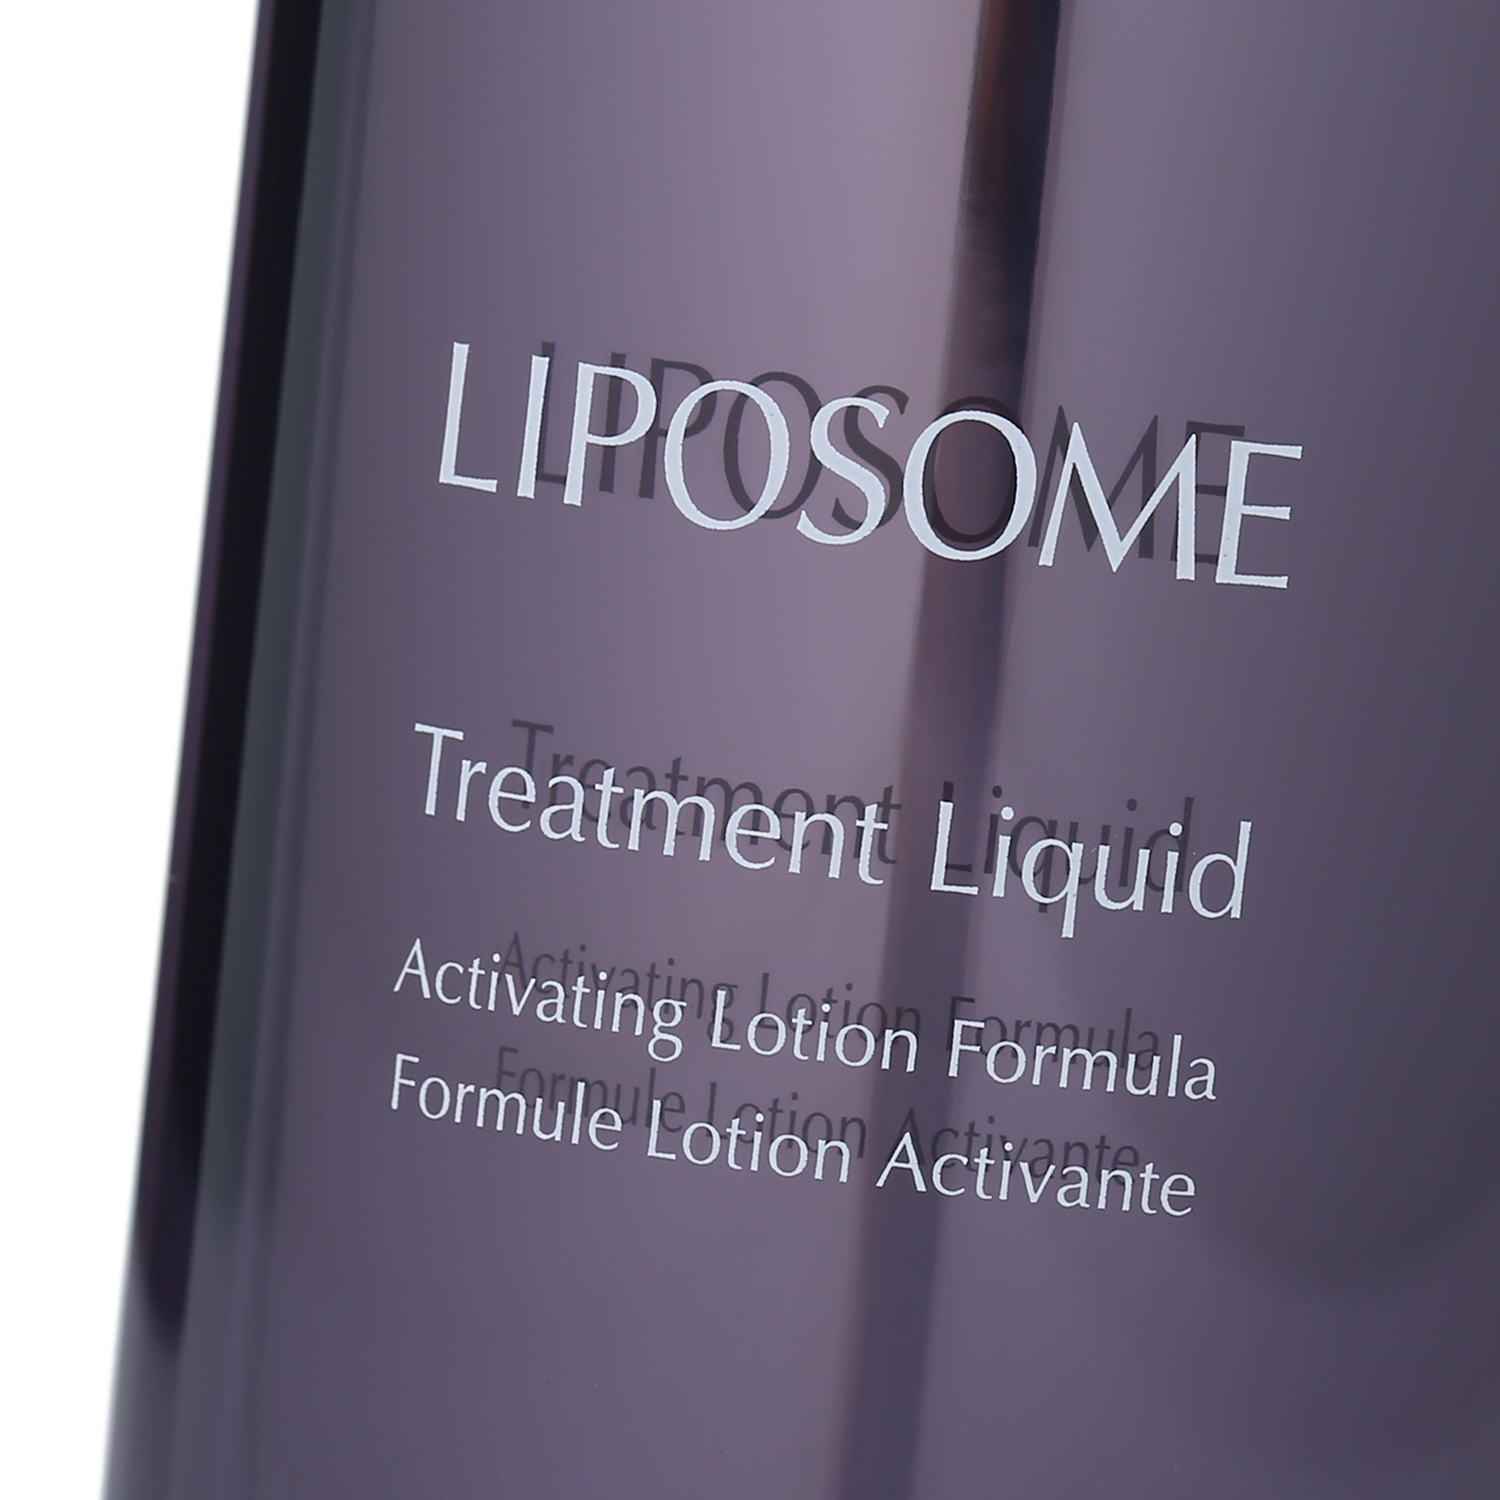 LIPOSOME
Treatment Liquid
Activating Lotion Formula
Formule Lotion Activante